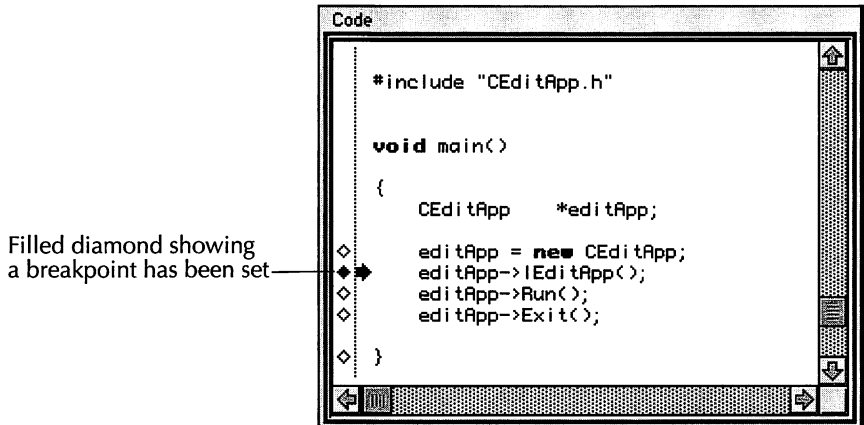 Code
#include "CEditApp.h"
void main()
{
CEditApp *editApp;
editApp = new CEditApp;
editApp->IEditApp();
editApp->Run();
editApp->Exit();
}
Filled diamond showing
a breakpoint has been set